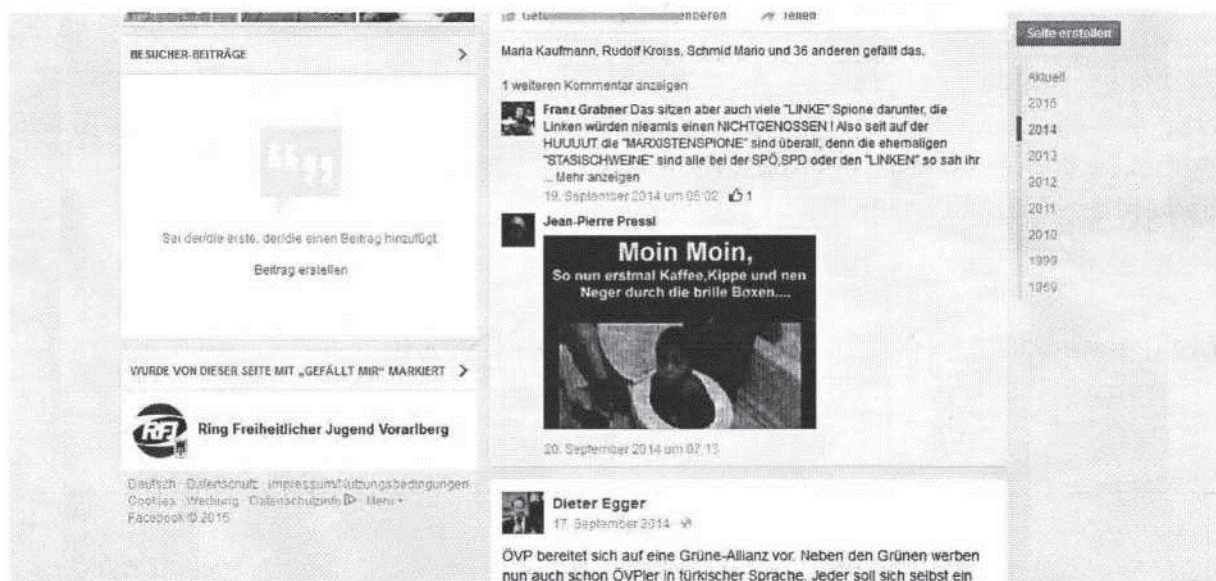 BESUCHER-BEITRÄGE
Sei der/die erste, der/die einen Beitrag hinzufügt
Beitrag erstellen
WURDE VON DIESER SEITE MIT „GEFÄLLT MIR“ MARKIERT
RFJ
Ring Freiheitlicher Jugend Vorarlberg
Deutsch · Datenschutz · Impressum/Nutzungsbedingungen
Cookies · Werbung · Datenschutzinfo · Mehr
Facebook © 2015
Teilen
Maria Kaufmann, Rudolf Kroiss, Schmid Mario und 36 anderen gefällt das.
1 weiteren Kommentar anzeigen
Franz Grabner Das sitzen aber auch viele "LINKE" Spione darunter, die
Linken würden nieamls einen NICHTGENOSSEN ! Also seit auf der
HUUUUT die "MARXISTENSPIONE" sind überall, denn die ehemaligen
"STASISCHWEINE" sind alle bei der SPÖ,SPD oder den "LINKEN" so sah ihr
... Mehr anzeigen
19. September 2014 um 05:02 1
Jean-Pierre Pressl
Moin Moin,
So nun erstmal Kaffee,Kippe und nen
Neger durch die brille Boxen....
20. September 2014 um 07:13
Dieter Egger
17. September 2014
ÖVP bereitet sich auf eine Grüne-Allianz vor. Neben den Grünen werben
nun auch schon ÖVPler in türkischer Sprache. Jeder soll sich selbst ein
Seite erstellen
Aktuell
2015
2014
2013
2012
2011
2010
1999
1969